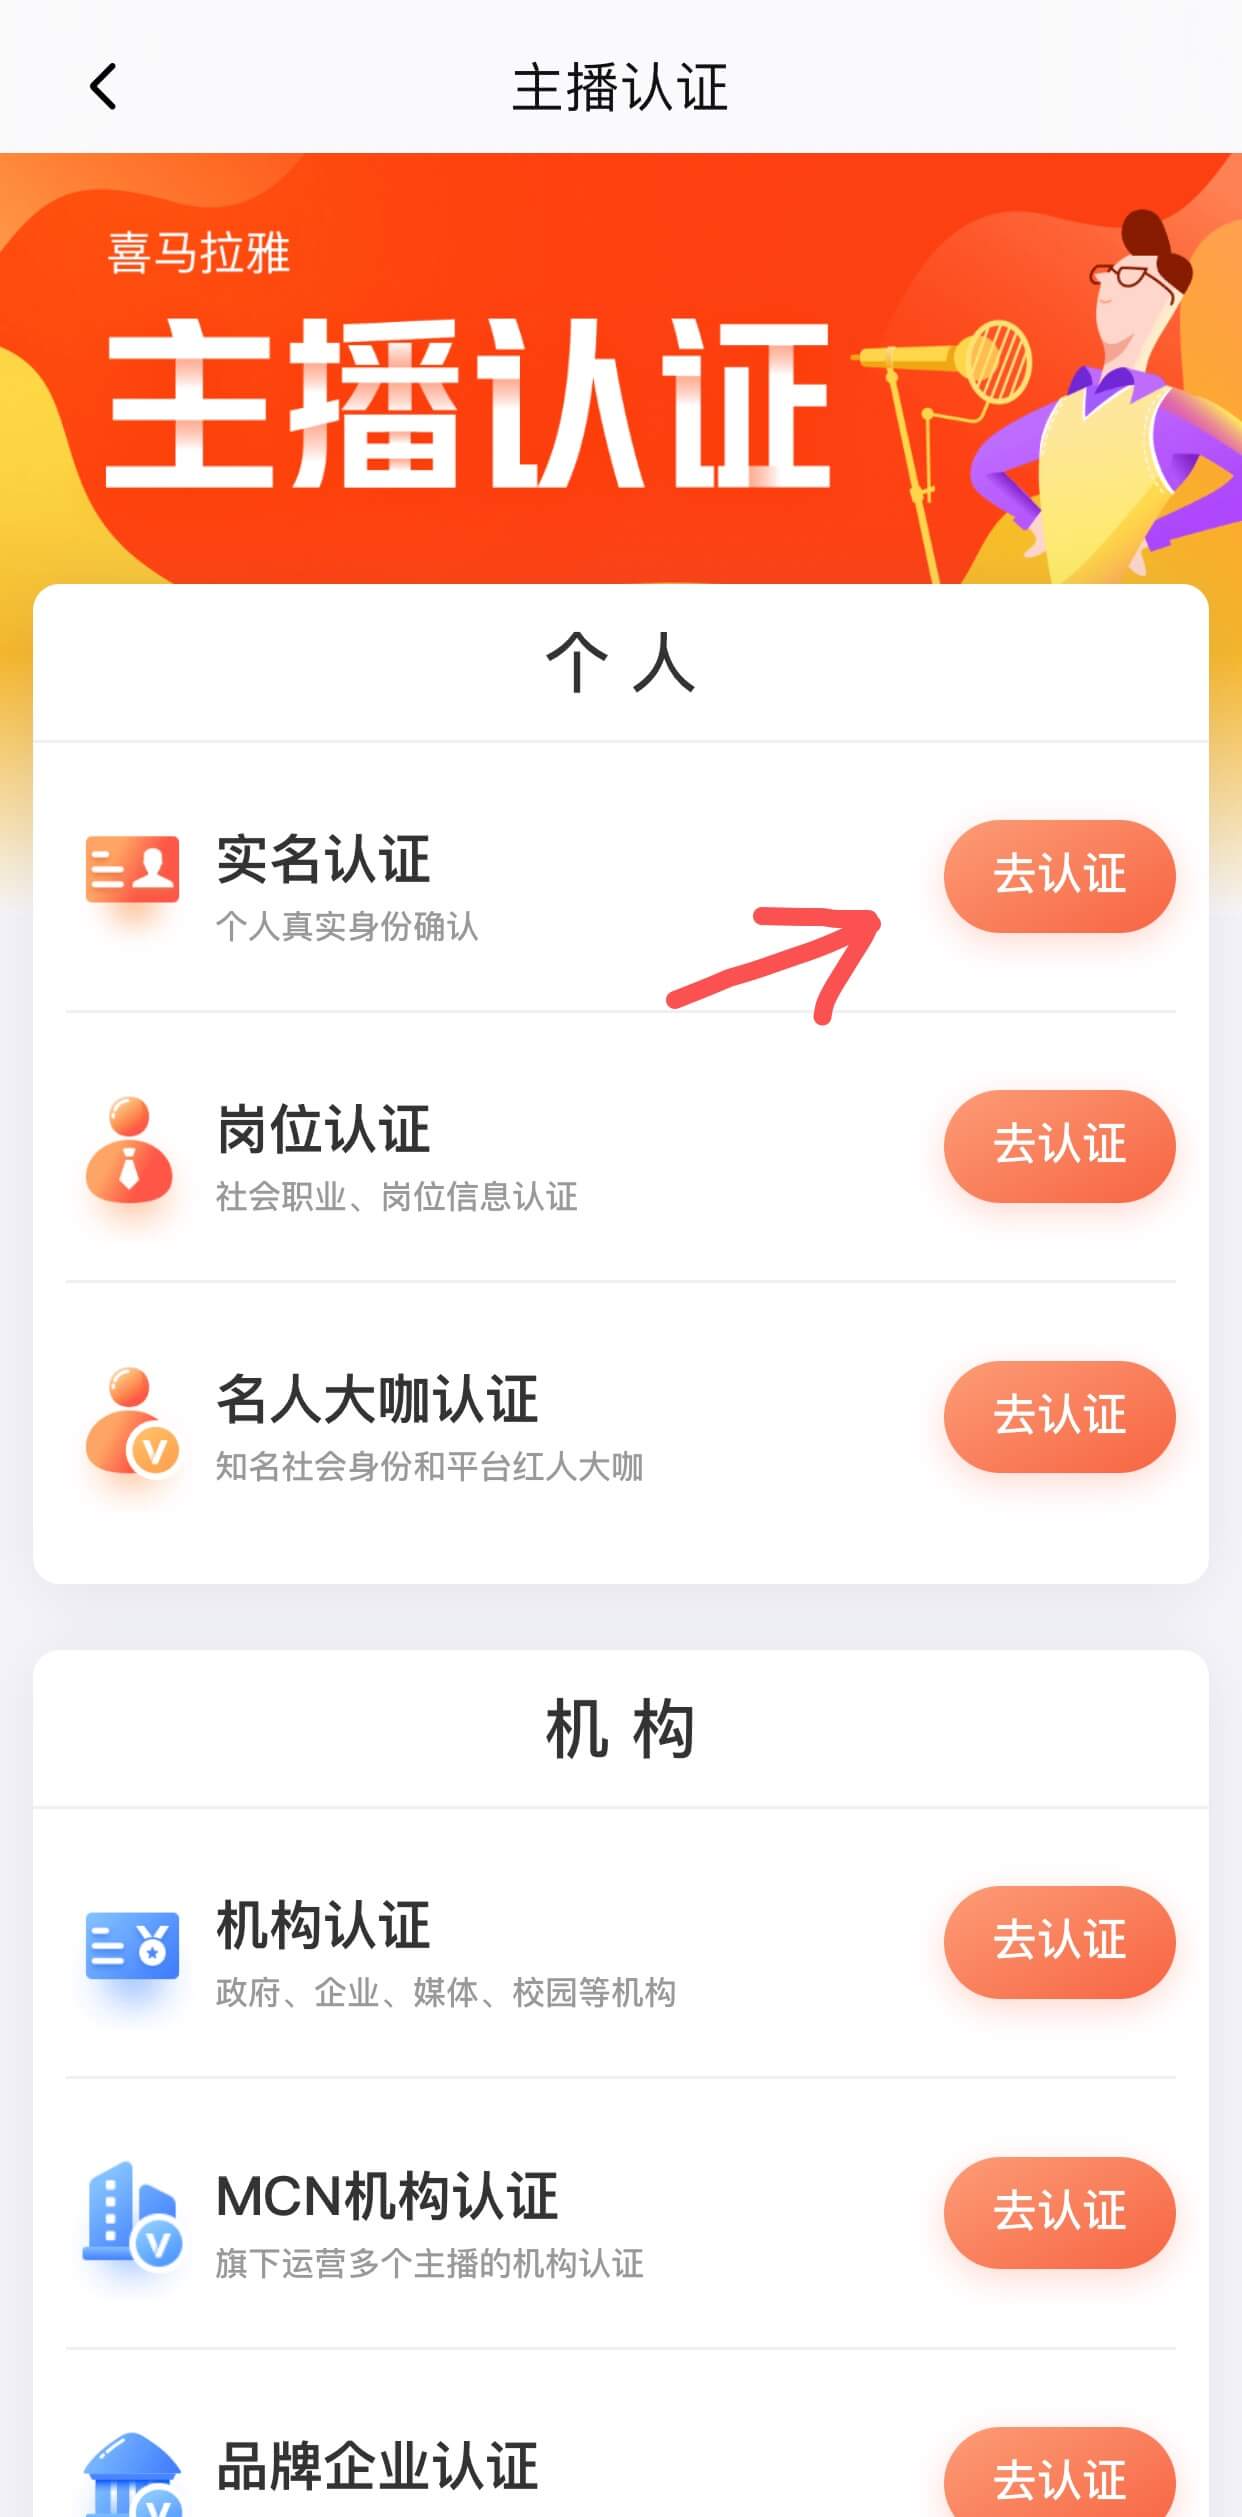 主播认证
喜马拉雅
主播认证
个人
实名认证
个人真实身份确认
去认证
岗位认证
社会职业、岗位信息认证
去认证
名人大咖认证
知名社会身份和平台红人大咖
去认证
机构
机构认证
政府、企业、媒体、校园等机构
去认证
MCN机构认证
旗下运营多个主播的机构认证
去认证
品牌企业认证
去认证